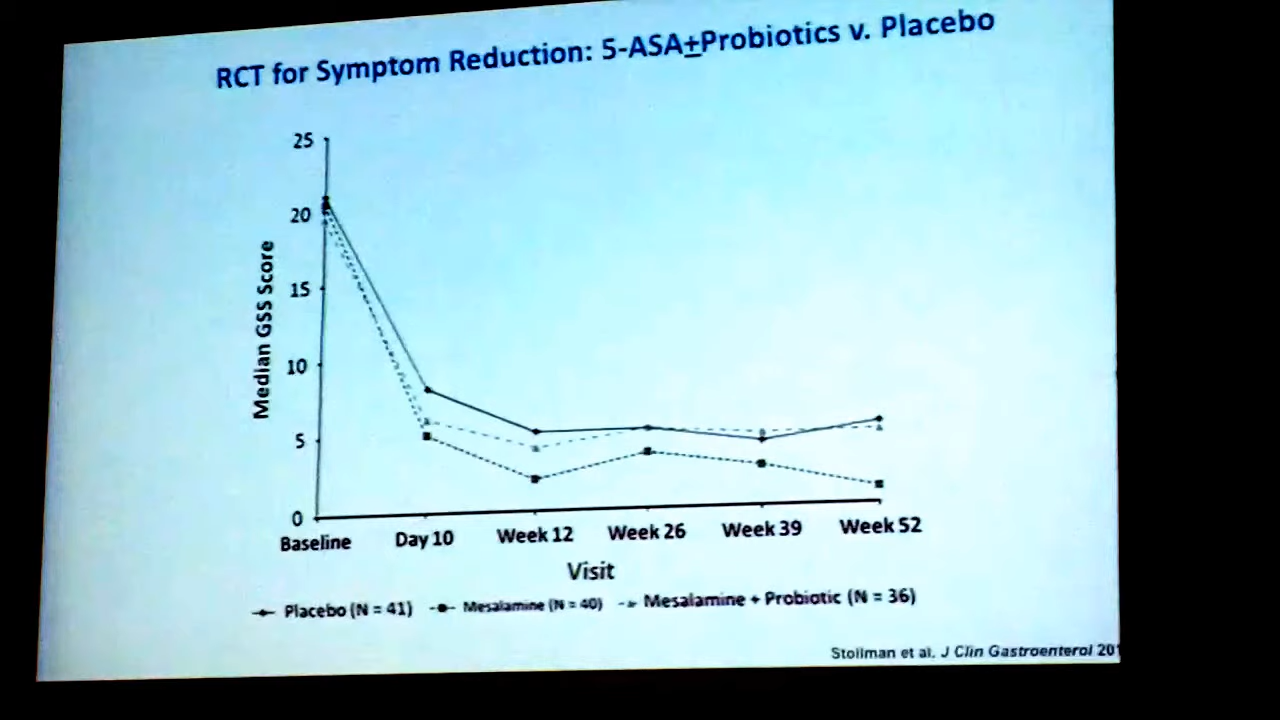 RCT for Symptom Reduction: 5-ASA±Probiotics v. Placebo
25
20
15
10
5
0
Median GSS Score
Baseline Day 10 Week 12 Week 26 Week 39 Week 52
Visit
Placebo (N = 41) Mesalamine (N = 40) Mesalamine + Probiotic (N = 36)
Stollman et al. J Clin Gastroenterol 201